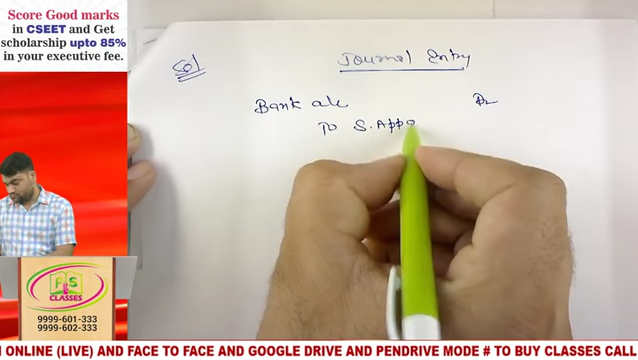 Score Good marks
in CSEET and Get
scholarship upto 85%
in your executive fee.
Sol
Journal Entry
Bank a/c Dr
To S. App
PS
CLASSES
9999-601-333
9999-602-333
ONLINE (LIVE) AND FACE TO FACE AND GOOGLE DRIVE AND PENDRIVE MODE # TO BUY CLASSES CALL